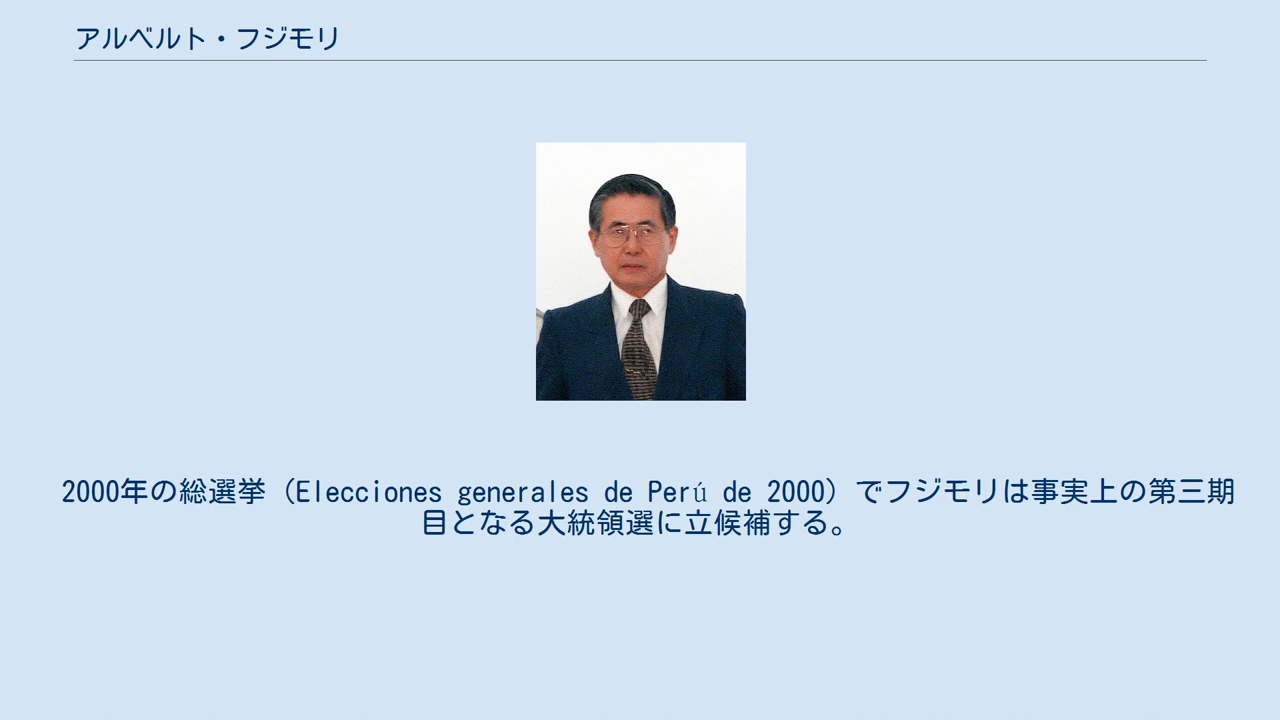 アルベルト・フジモリ
2000年の総選挙（Elecciones generales de Perú de 2000）でフジモリは事実上の第三期
目となる大統領選に立候補する。